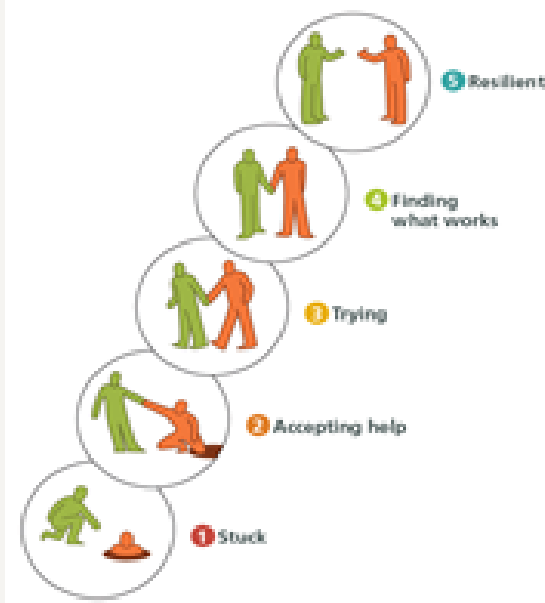 5 Resilient
4 Finding
what works
3 Trying
2 Accepting help
1 Stuck